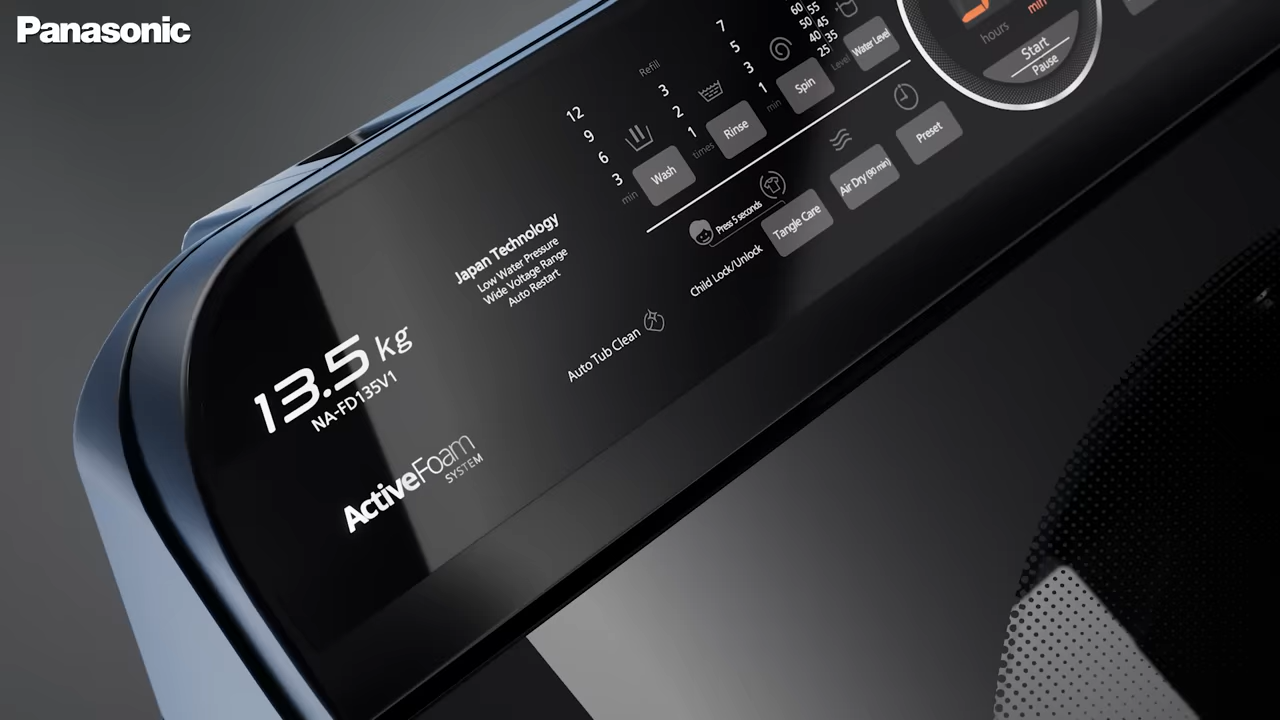 Panasonic
13.5 kg
NA-FD135V1
ActiveFoam
SYSTEM
Japan Technology
Low Water Pressure
Wide Voltage Range
Auto Restart
12
9
6
3
min
Wash
Refill
3
2
1
times
Rinse
7
5
3
1
min
Spin
60
55
50
45
40
35
25
Level
Water Level
hours
min
Start
Pause
Auto Tub Clean
Child Lock/Unlock
Press 5 seconds
Tangle Care
Air Dry (90 min)
Preset